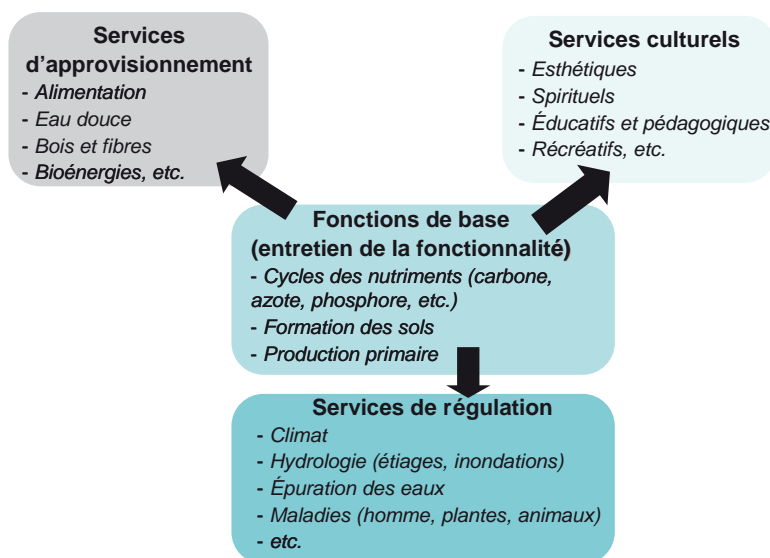 Services
d'approvisionnement
- Alimentation
- Eau douce
- Bois et fibres
- Bioénergies, etc.
Services culturels
- Esthétiques
- Spirituels
- Éducatifs et pédagogiques
- Récréatifs, etc.
Fonctions de base
(entretien de la fonctionnalité)
- Cycles des nutriments (carbone,
azote, phosphore, etc.)
- Formation des sols
- Production primaire
Services de régulation
- Climat
- Hydrologie (étiages, inondations)
- Épuration des eaux
- Maladies (homme, plantes, animaux)
- etc.